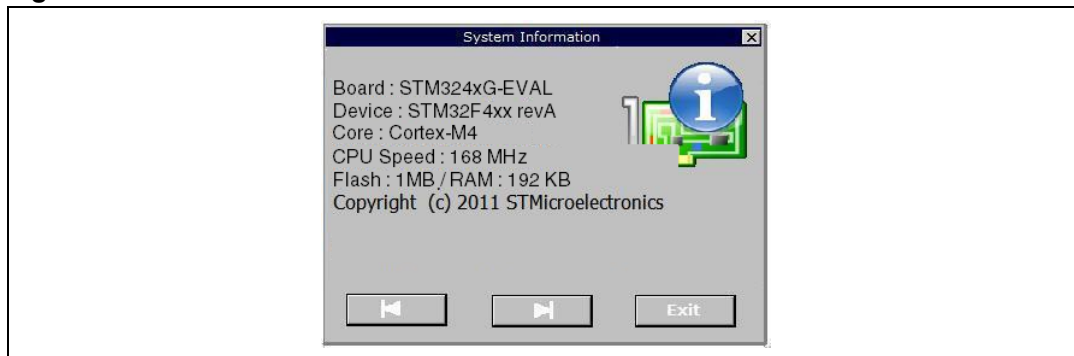 System Information
Board : STM324xG-EVAL
Device : STM32F4xx revA
Core : Cortex-M4
CPU Speed : 168 MHz
Flash : 1MB / RAM : 192 KB
Copyright (c) 2011 STMicroelectronics
Exit